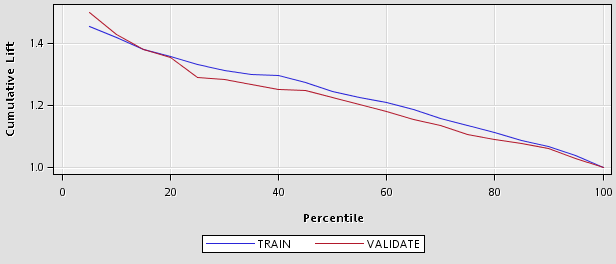 Cumulative Lift
1.4
1.2
1.0
0 20 40 60 80 100
Percentile
TRAIN VALIDATE